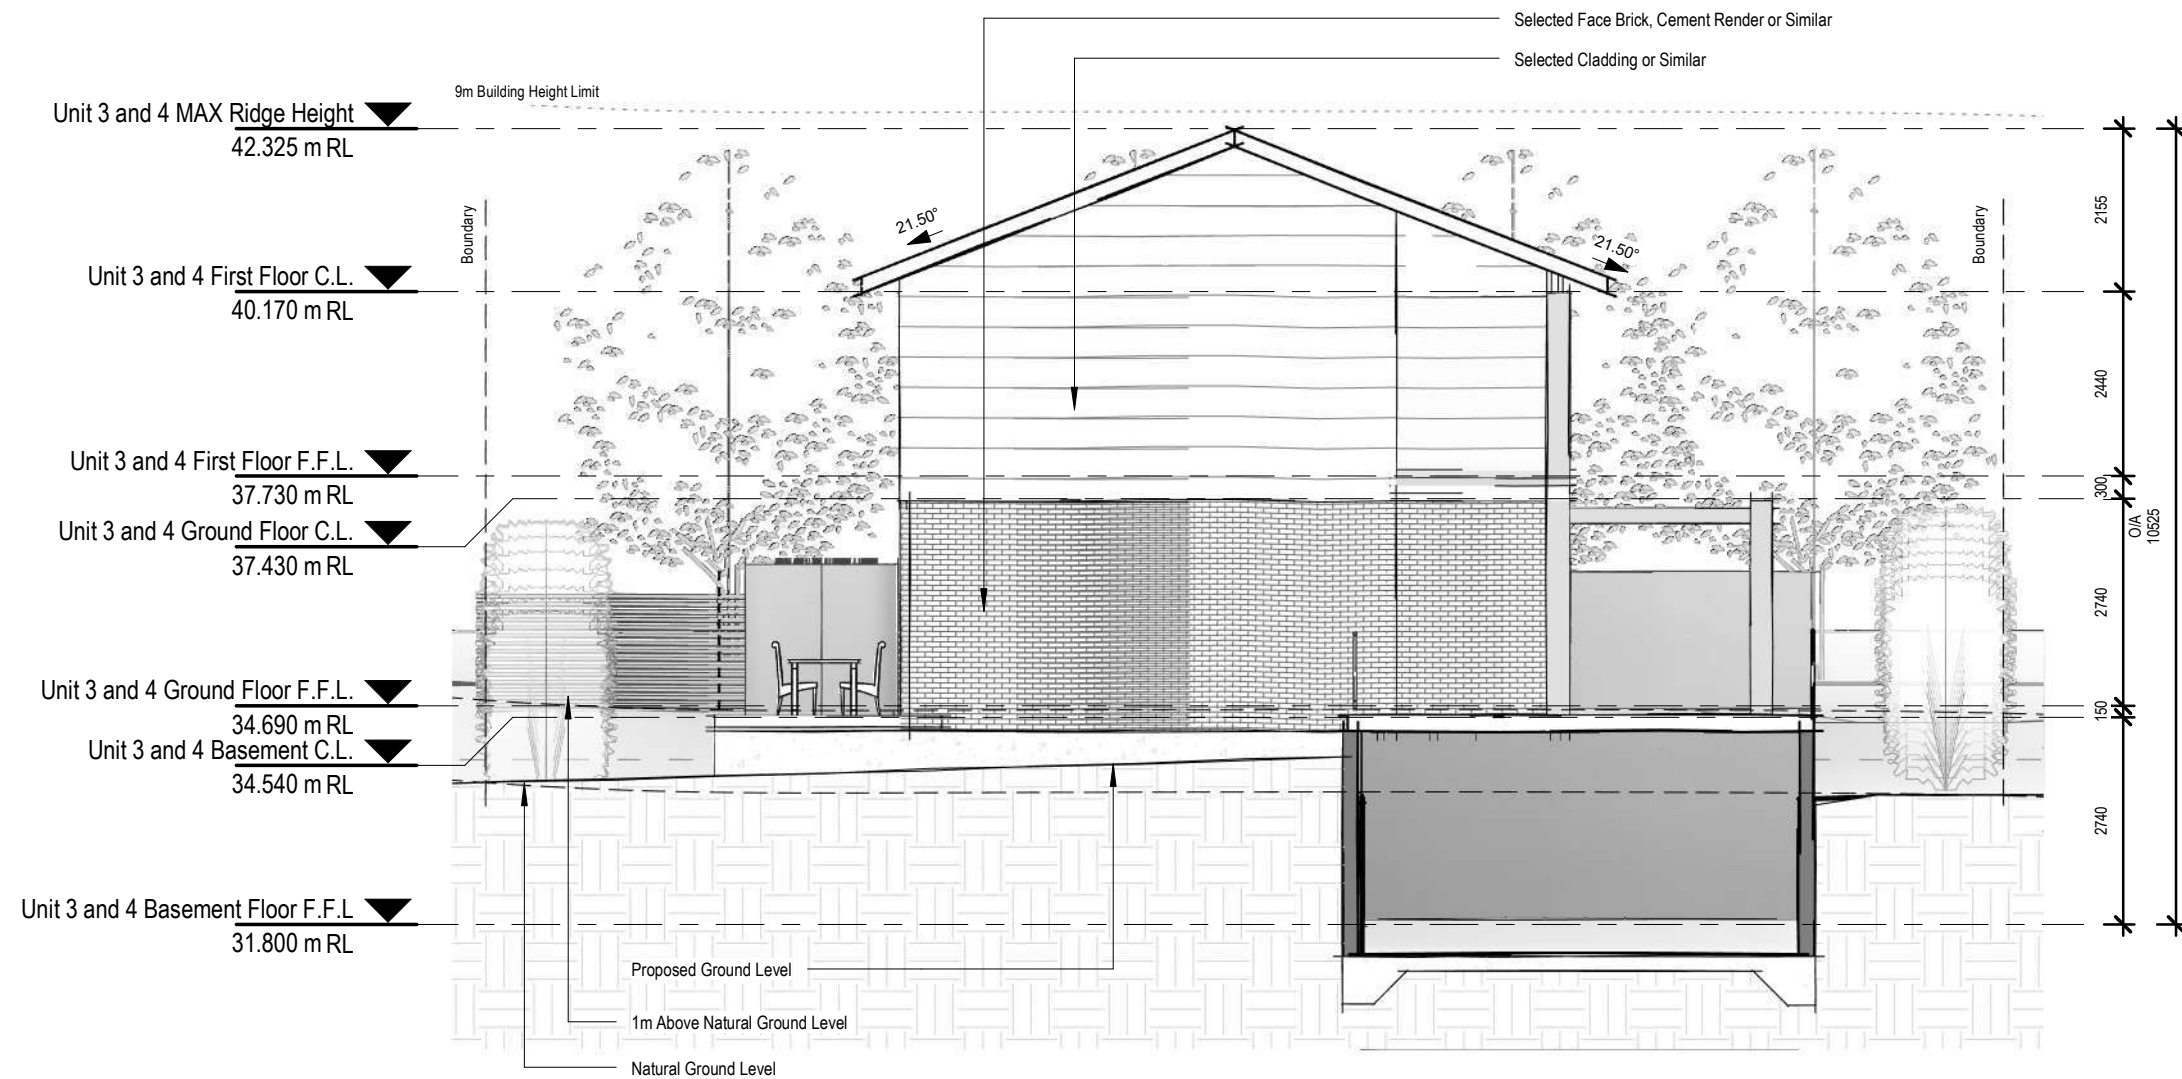 Selected Face Brick, Cement Render or Similar
Selected Cladding or Similar
9m Building Height Limit
Unit 3 and 4 MAX Ridge Height
42.325 m RL
Boundary
Boundary
21.50°
21.50°
2155
Unit 3 and 4 First Floor C.L.
40.170 m RL
2440
Unit 3 and 4 First Floor F.F.L.
37.730 m RL
300
Unit 3 and 4 Ground Floor C.L.
37.430 m RL
O/A
10525
2740
Unit 3 and 4 Ground Floor F.F.L.
34.690 m RL
150
Unit 3 and 4 Basement C.L.
34.540 m RL
2740
Unit 3 and 4 Basement Floor F.F.L
31.800 m RL
Proposed Ground Level
1m Above Natural Ground Level
Natural Ground Level